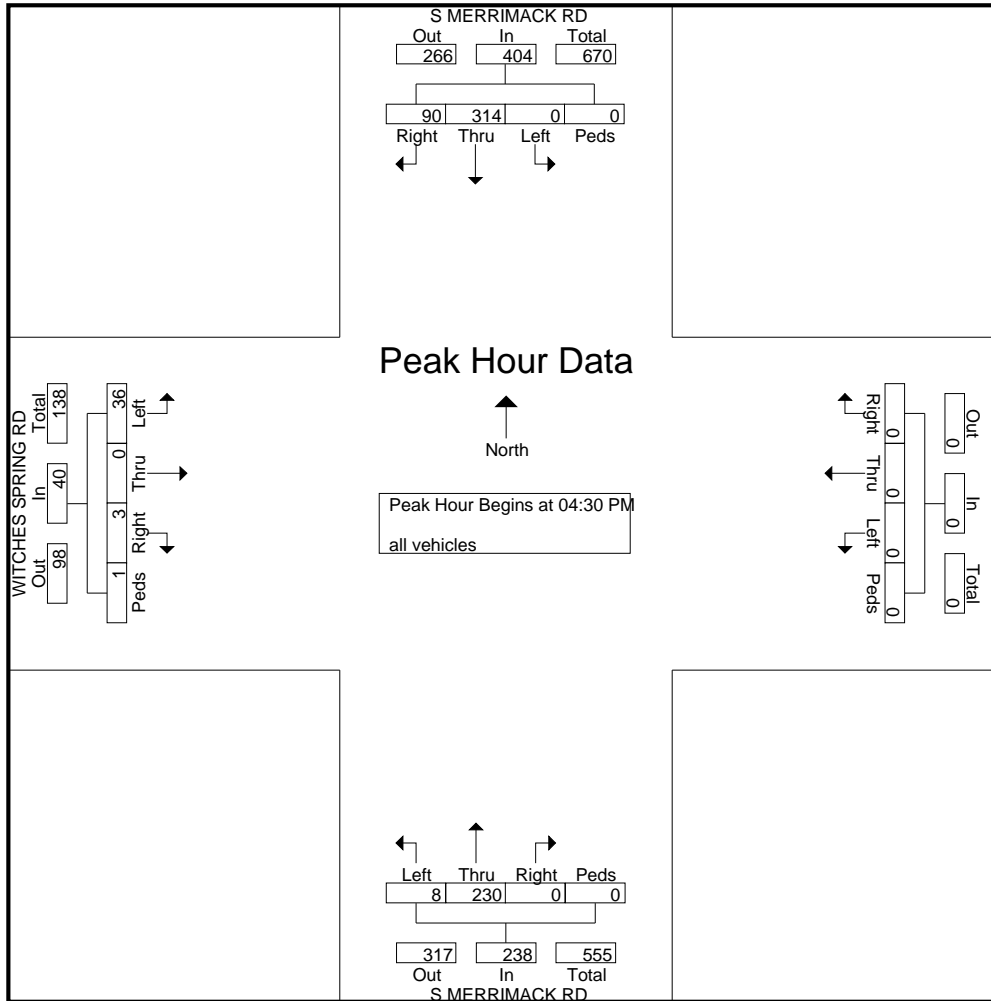 S MERRIMACK RD
Out In Total
266 404 670
90 314 0 0
Right Thru Left Peds
Peak Hour Data
North
Peak Hour Begins at 04:30 PM
all vehicles
WITCHES SPRING RD
Total In Out
138 40 98
36 0 3 1
Left Thru Right Peds
Right Thru Left Peds
0 0 0 0
Out In Total
0 0 0
Left Thru Right Peds
8 230 0 0
317 238 555
Out In Total
S MERRIMACK RD